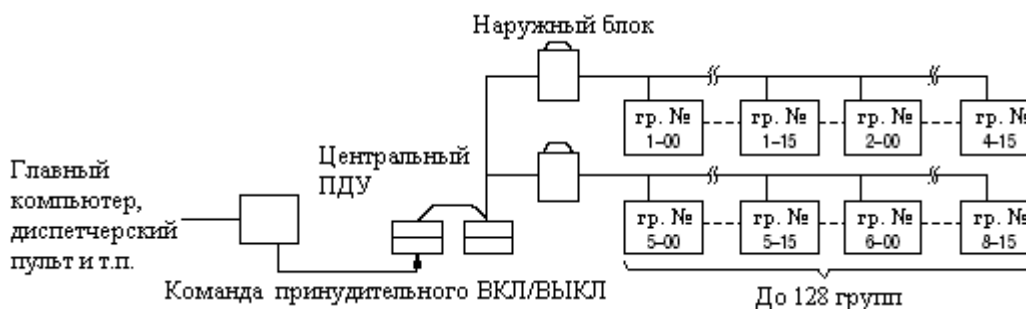 Наружный блок
гр. №
1-00
гр. №
1-15
гр. №
2-00
гр. №
4-15
Центральный
ПДУ
Главный
компьютер,
диспетчерский
пульт и т.п.
гр. №
5-00
гр. №
5-15
гр. №
6-00
гр. №
8-15
Команда принудительного ВКЛ/ВЫКЛ
До 128 групп